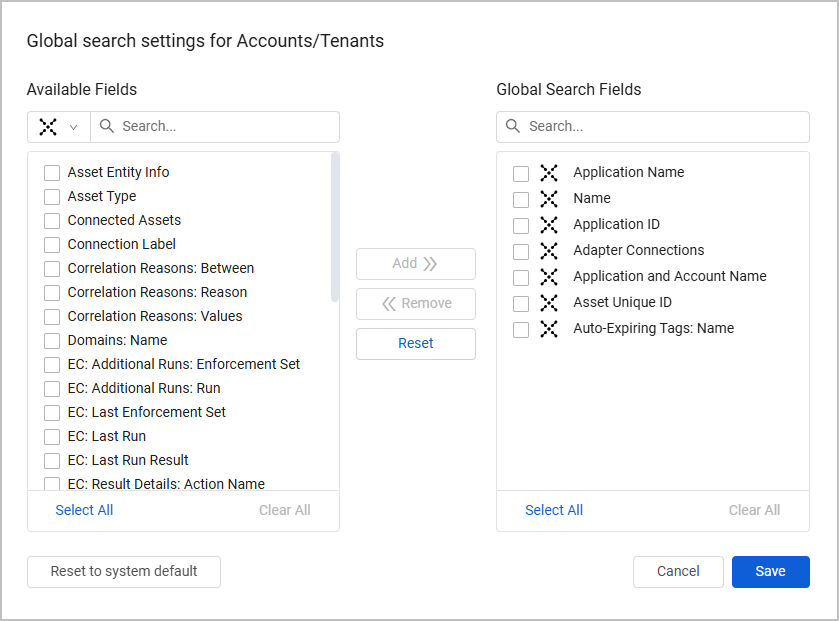 Global search settings for Accounts/Tenants
Available Fields
Search...
Asset Entity Info
Asset Type
Connected Assets
Connection Label
Correlation Reasons: Between
Correlation Reasons: Reason
Correlation Reasons: Values
Domains: Name
EC: Additional Runs: Enforcement Set
EC: Additional Runs: Run
EC: Last Enforcement Set
EC: Last Run
EC: Last Run Result
EC: Result Details: Action Name
Select All
Clear All
Add
Remove
Reset
Global Search Fields
Search...
Application Name
Name
Application ID
Adapter Connections
Application and Account Name
Asset Unique ID
Auto-Expiring Tags: Name
Select All
Clear All
Reset to system default
Cancel
Save